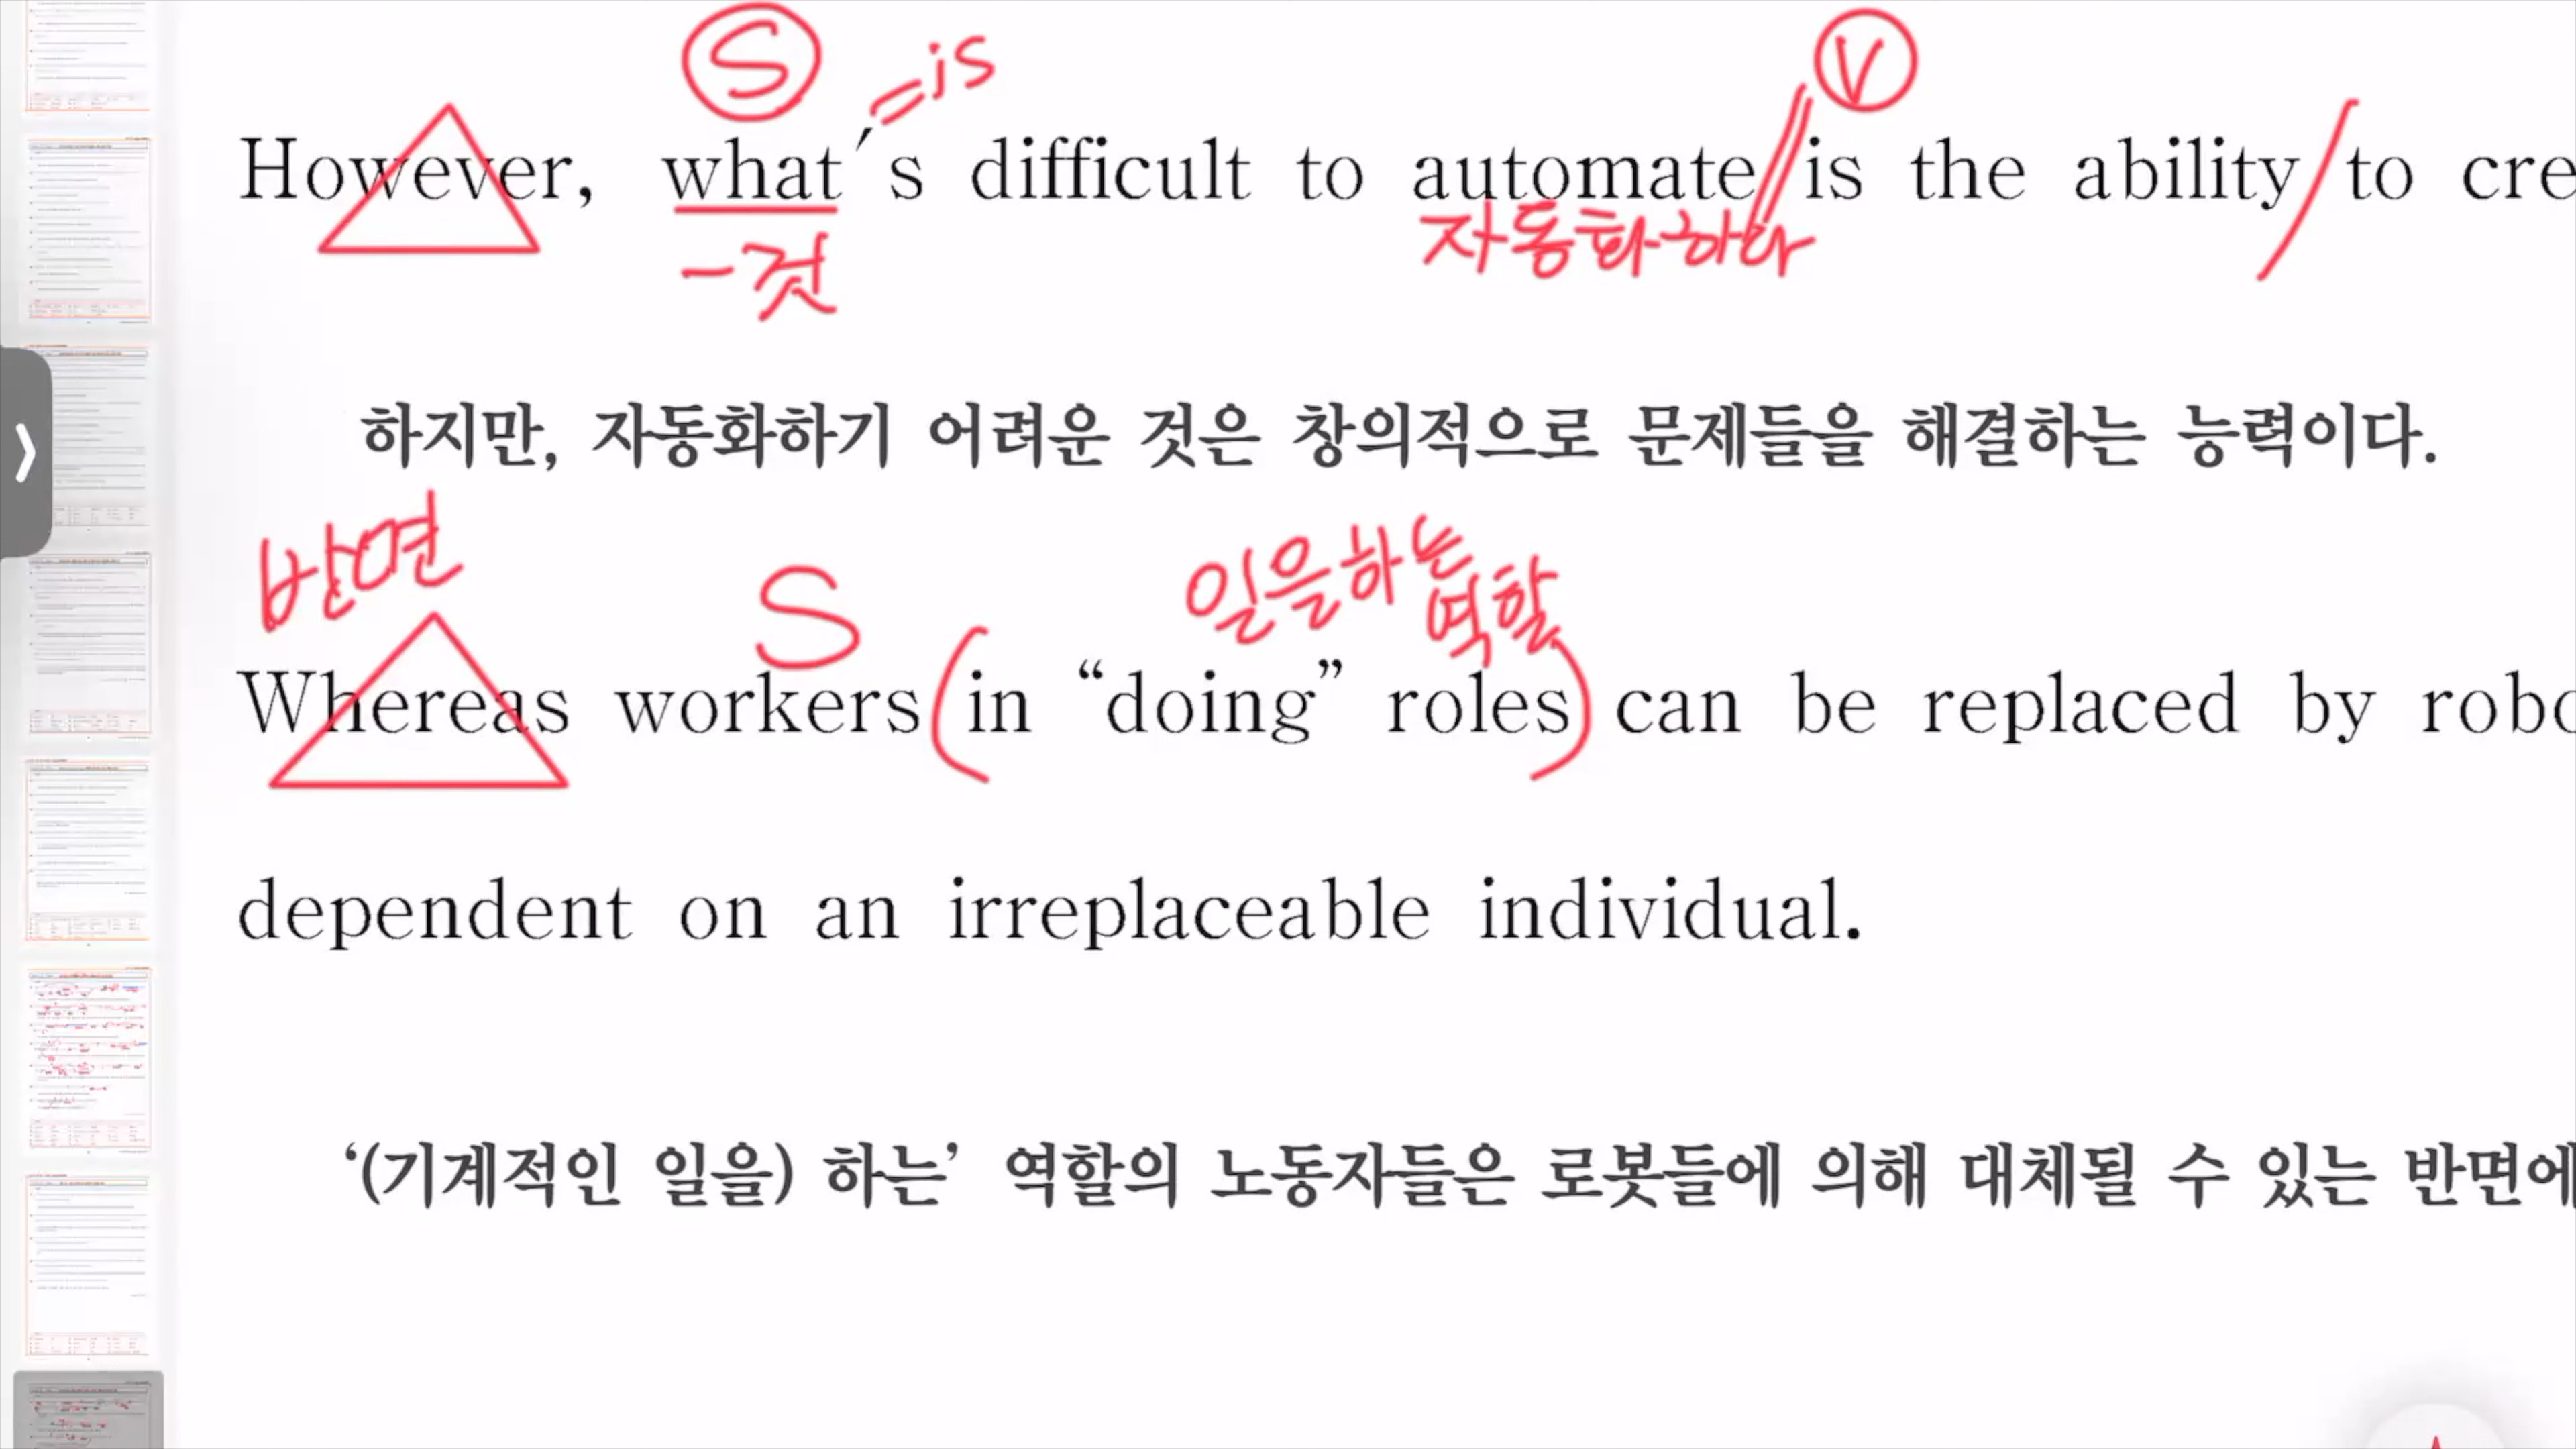 S =is V
However, what´s difficult to automate is the ability to cre
-것 자동화하다
하지만, 자동화하기 어려운 것은 창의적으로 문제들을 해결하는 능력이다.
반면 S 일을하는 역할
Whereas workers in “doing” roles can be replaced by robo
dependent on an irreplaceable individual.
‘(기계적인 일을) 하는’ 역할의 노동자들은 로봇들에 의해 대체될 수 있는 반면에